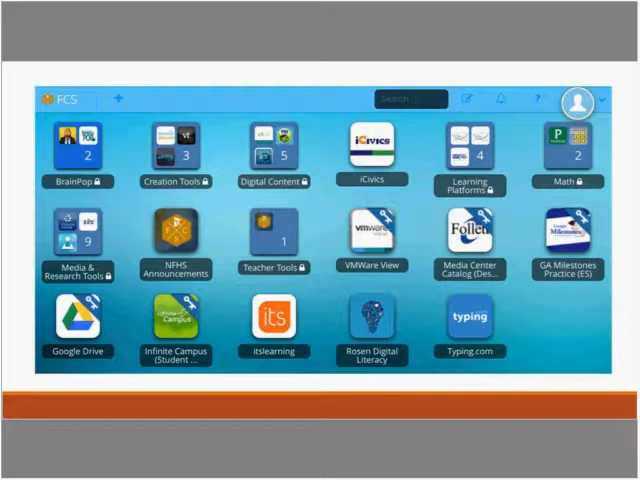 FCS
Search
?
2
3
5
iCivics
4
P
2
BrainPop
Creation Tools
Digital Content
iCivics
Learning
Platforms
Math
9
1
vmware
Follett
Georgia
Milestones
Media &
Research Tools
NFHS
Announcements
Teacher Tools
VMWare View
Media Center
Catalog (Des...
GA Milestones
Practice (ES)
Infinite
Campus
its
typing
Google Drive
Infinite Campus
(Student ...
itslearning
Rosen Digital
Literacy
Typing.com